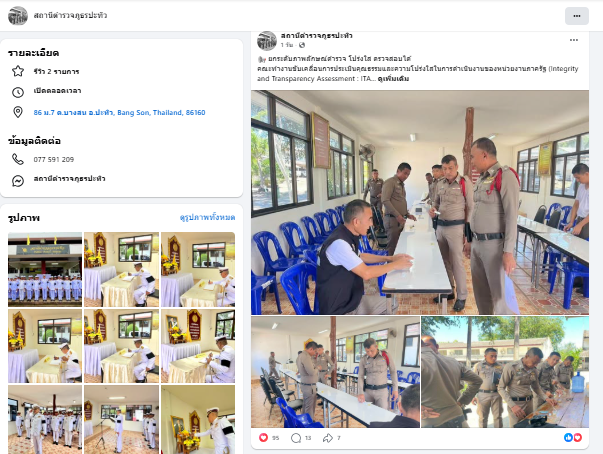 สถานีตำรวจภูธรปะทิว
รายละเอียด
รีวิว 2 รายการ
เปิดตลอดเวลา
86 ม.7 ต.บางสน อ.ปะทิว, Bang Son, Thailand, 86160
ข้อมูลติดต่อ
077 591 209
สถานีตำรวจภูธรปะทิว
รูปภาพ
ดูรูปภาพทั้งหมด
สถานีตำรวจภูธรปะทิว
1 วัน
ยกระดับภาพลักษณ์ตำรวจ โปร่งใส ตรวจสอบได้
คณะทำงานขับเคลื่อนการประเมินคุณธรรมและความโปร่งใสในการดำเนินงานของหน่วยงานภาครัฐ (Integrity
and Transparency Assessment : ITA... ดูเพิ่มเติม
95
13
7